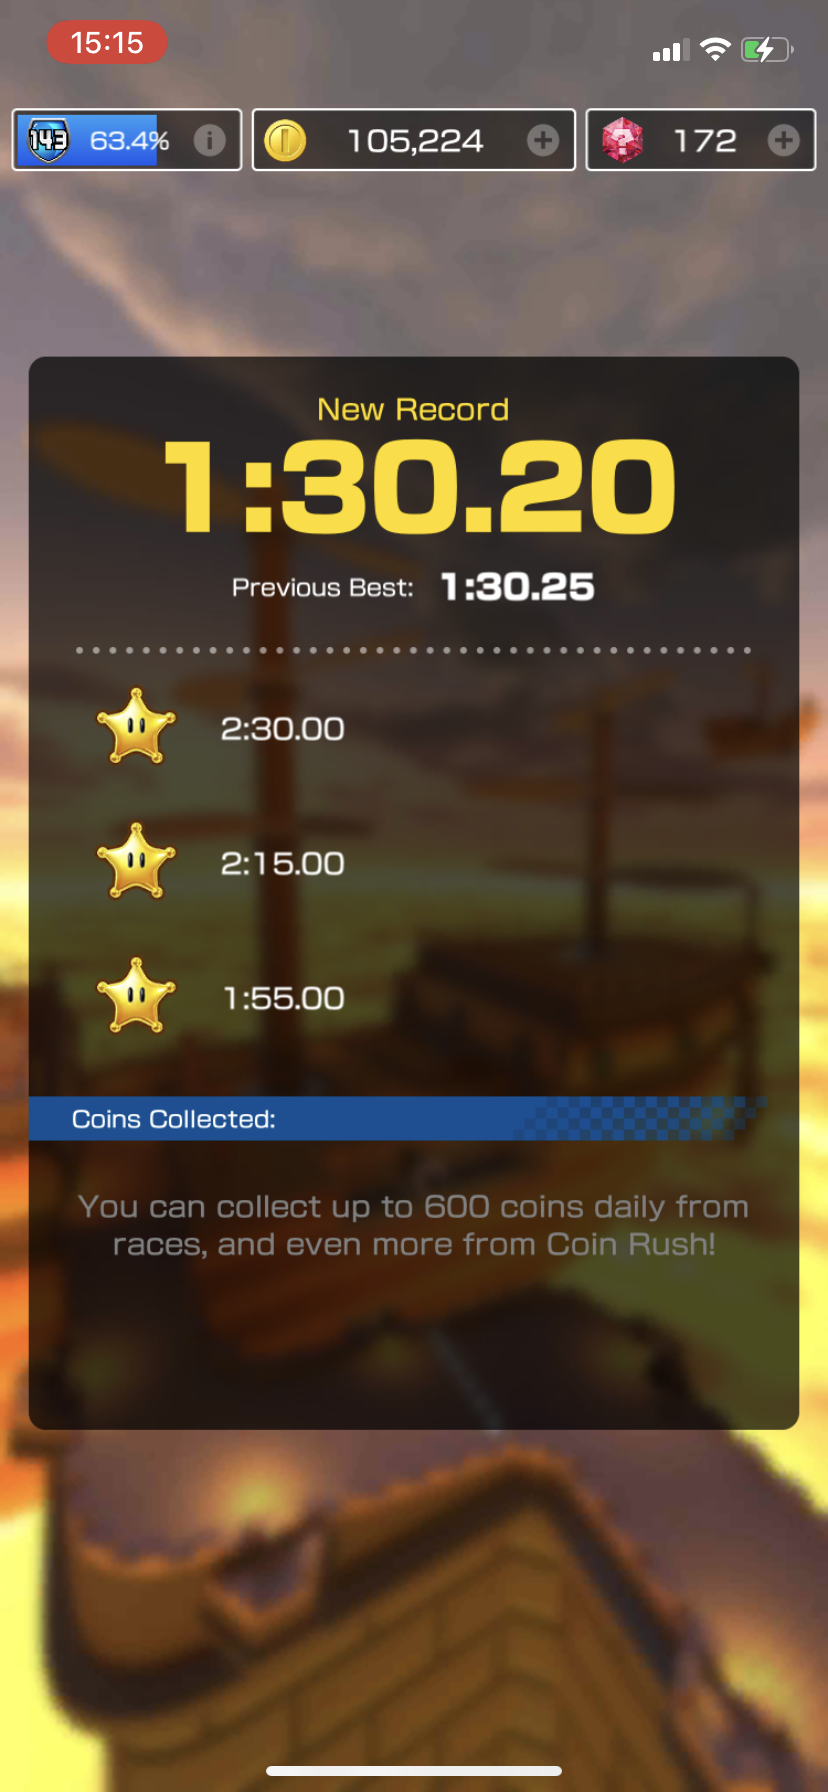 15:15
143 63.4% i 105,224 + 172 +
New Record
1:30.20
Previous Best: 1:30.25
2:30.00
2:15.00
1:55.00
Coins Collected:
You can collect up to 600 coins daily from
races, and even more from Coin Rush!